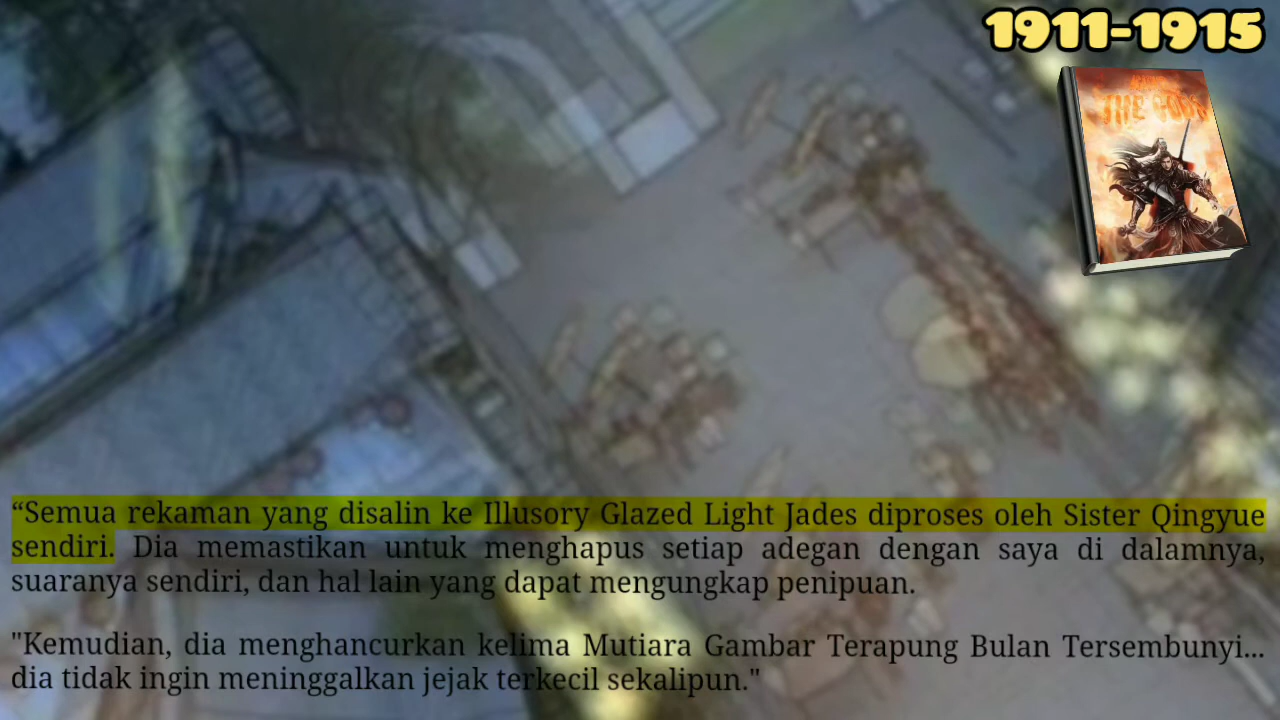 1911-1915
THE GODS
“Semua rekaman yang disalin ke Illusory Glazed Light Jades diproses oleh Sister Qingyue
sendiri. Dia memastikan untuk menghapus setiap adegan dengan saya di dalamnya,
suaranya sendiri, dan hal lain yang dapat mengungkap penipuan.
"Kemudian, dia menghancurkan kelima Mutiara Gambar Terapung Bulan Tersembunyi...
dia tidak ingin meninggalkan jejak terkecil sekalipun."